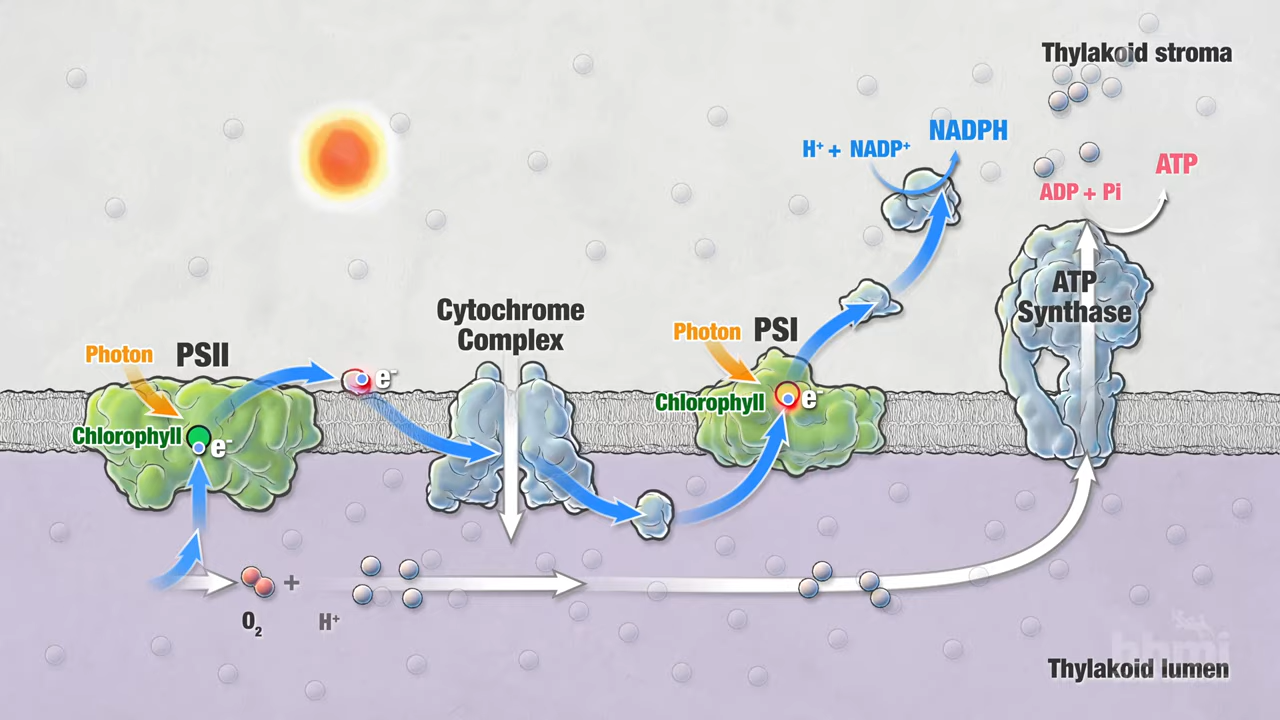 Thylakoid stroma
H⁺ + NADP⁺
NADPH
ADP + Pi
ATP
ATP
Synthase
Cytochrome
Complex
Photon
PSII
Chlorophyll
e⁻
e⁻
Photon
PSI
Chlorophyll
e⁻
O₂
+
H⁺
hhmi
Thylakoid lumen